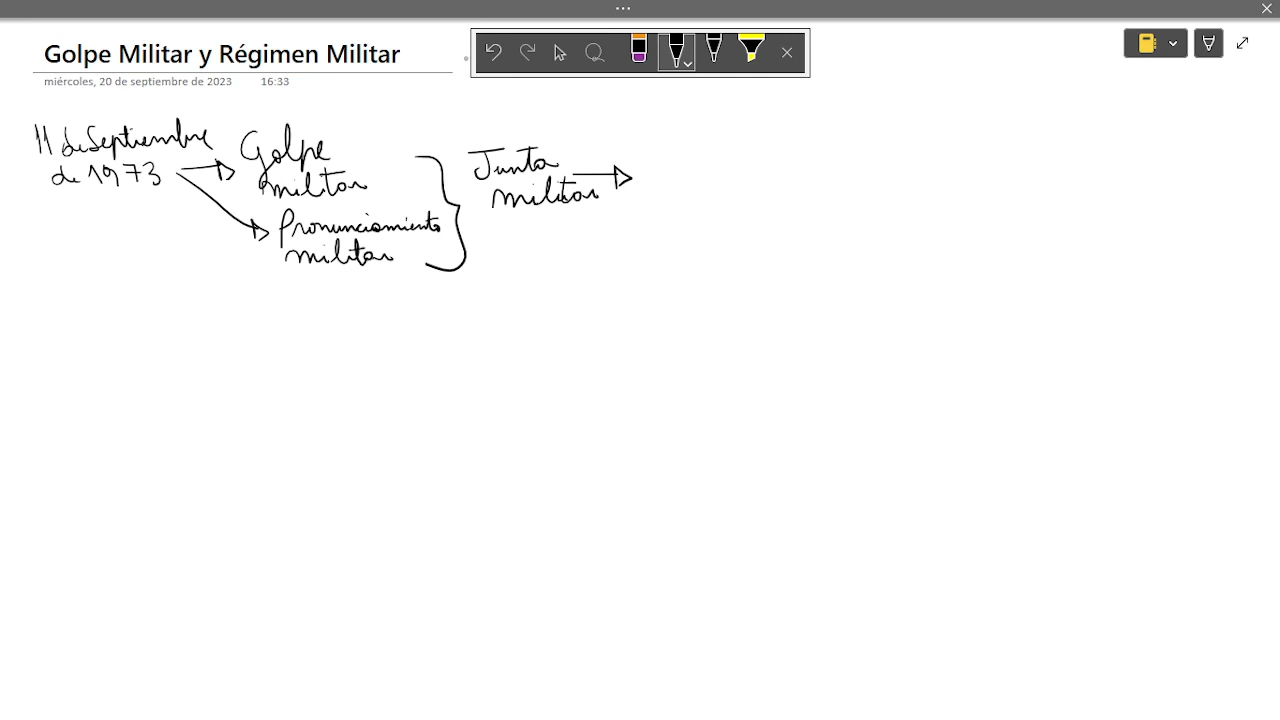 Golpe Militar y Régimen Militar
miércoles, 20 de septiembre de 2023 16:33
11 de Septiembre
de 1973
Golpe
militar
Pronunciamiento
militar
Junta
militar